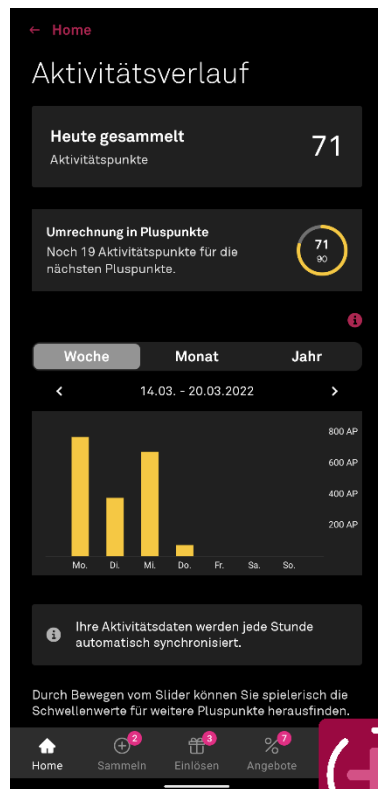 ← Home
Aktivitätsverlauf
Heute gesammelt
Aktivitätspunkte
71
Umrechnung in Pluspunkte
Noch 19 Aktivitätspunkte für die
nächsten Pluspunkte.
71
90
Woche Monat Jahr
14.03. - 20.03.2022
800 AP
600 AP
400 AP
200 AP
Mo. Di. Mi. Do. Fr. Sa. So.
Ihre Aktivitätsdaten werden jede Stunde
automatisch synchronisiert.
Durch Bewegen vom Slider können Sie spielerisch die
Schwellenwerte für weitere Pluspunkte herausfinden.
2 3 7
Home Sammeln Einlösen Angebote